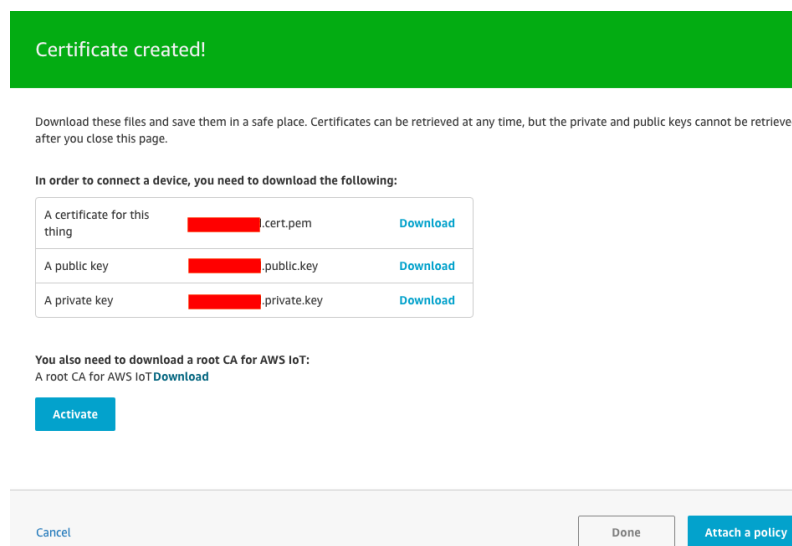 Certificate created!
Download these files and save them in a safe place. Certificates can be retrieved at any time, but the private and public keys cannot be retrieve
after you close this page.
In order to connect a device, you need to download the following:
A certificate for this
thing
.cert.pem
Download
A public key
.public.key
Download
A private key
.private.key
Download
You also need to download a root CA for AWS IoT:
A root CA for AWS IoT Download
Activate
Cancel
Done
Attach a policy